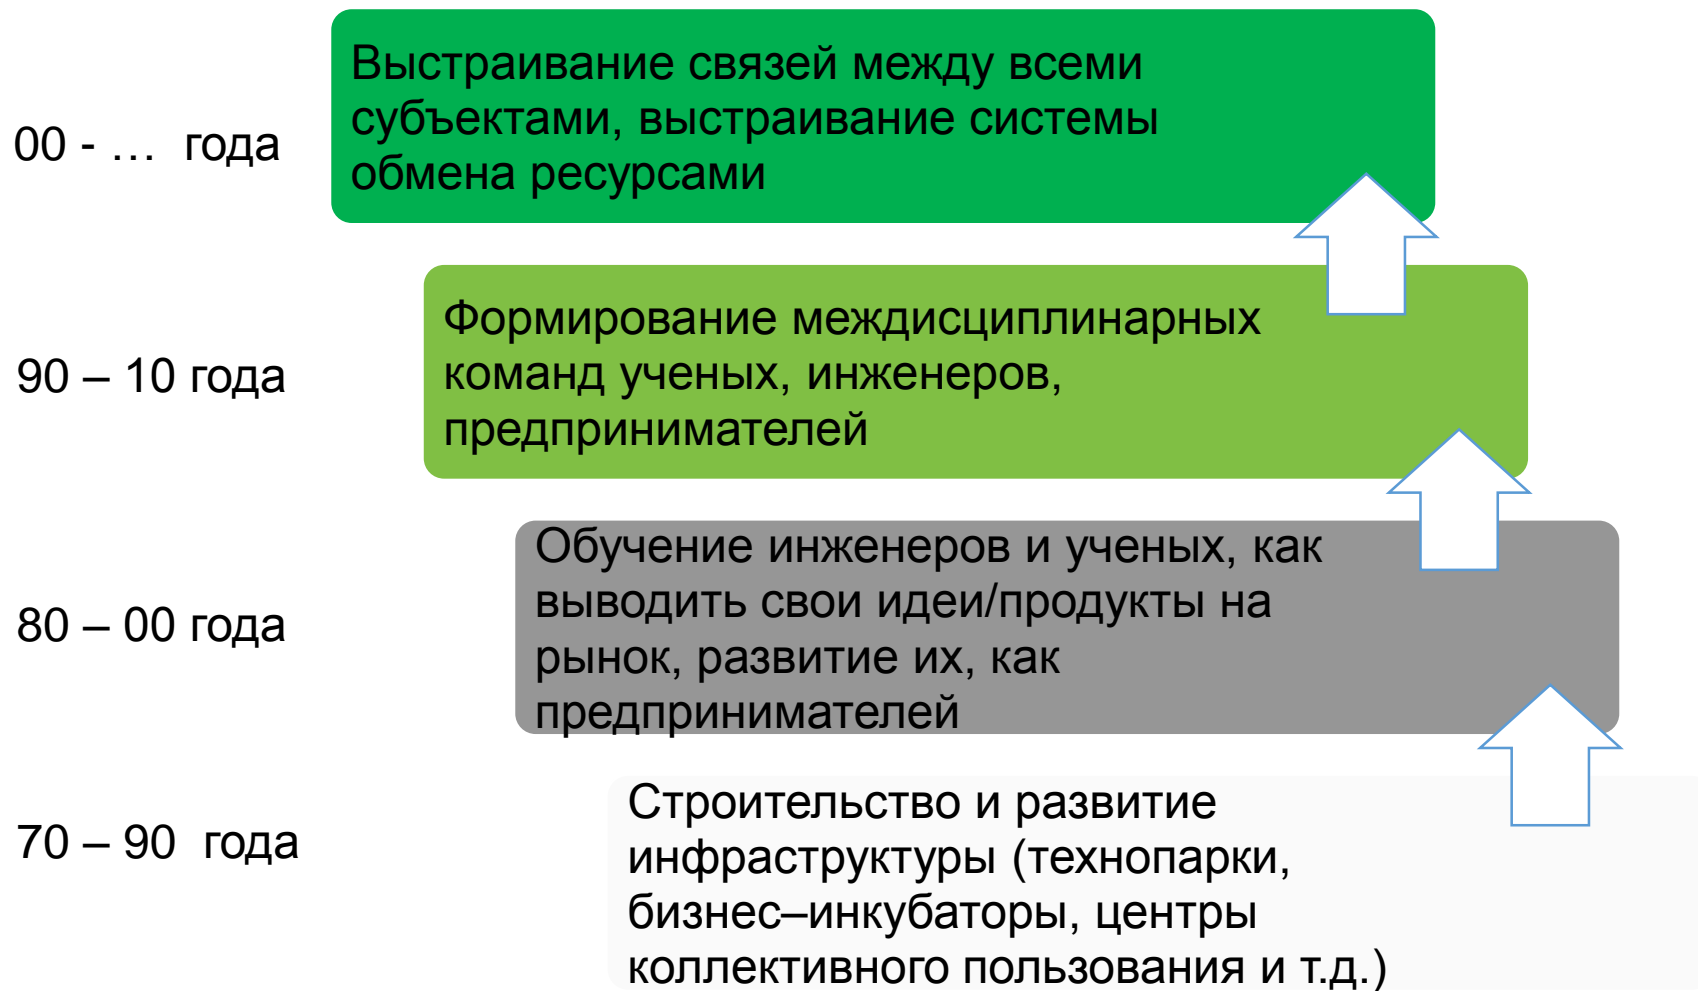 00 - … года
Выстраивание связей между всеми
субъектами, выстраивание системы
обмена ресурсами
90 – 10 года
Формирование междисциплинарных
команд ученых, инженеров,
предпринимателей
80 – 00 года
Обучение инженеров и ученых, как
выводить свои идеи/продукты на
рынок, развитие их, как
предпринимателей
70 – 90 года
Строительство и развитие
инфраструктуры (технопарки,
бизнес–инкубаторы, центры
коллективного пользования и т.д.)